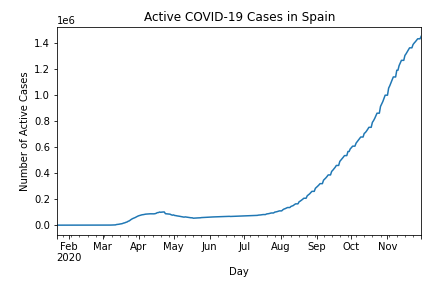 Active COVID-19 Cases in Spain
1e6
1.4
1.2
1.0
0.8
0.6
0.4
0.2
0.0
Number of Active Cases
Feb Mar Apr May Jun Jul Aug Sep Oct Nov
2020
Day